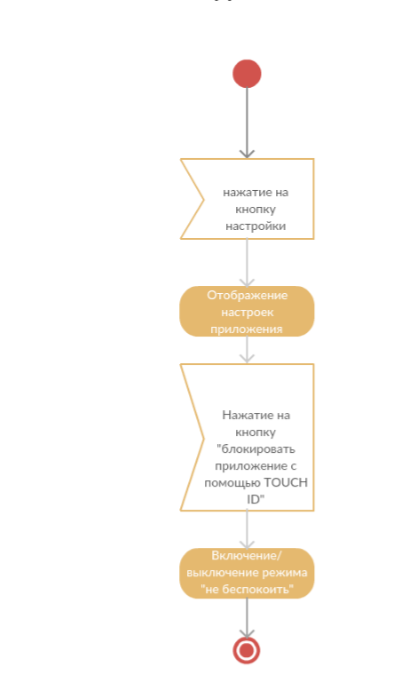 нажатие на
кнопку
настройки
Отображение
настроек
приложения
Нажатие на
кнопку
"блокировать
приложение с
помощью TOUCH
ID"
Включение/
выключение режима
"не беспокоить"